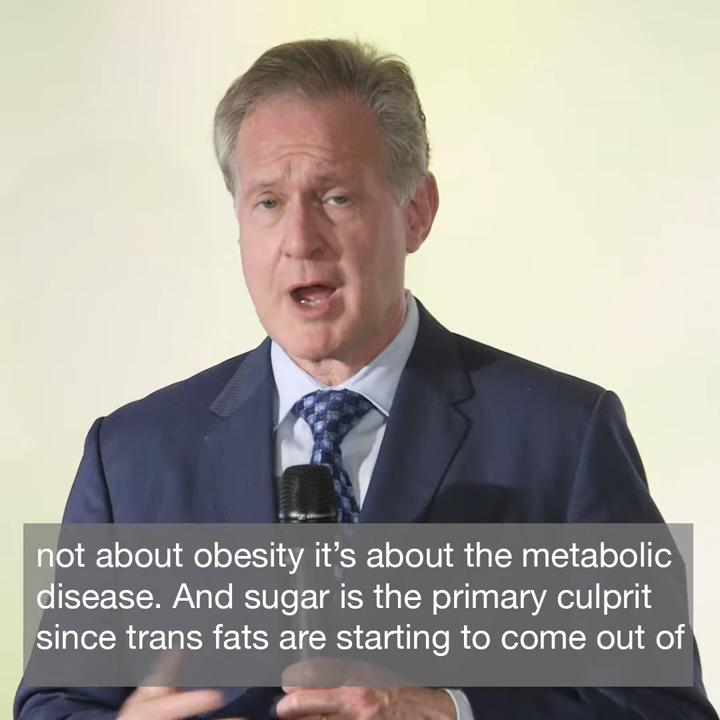 not about obesity it’s about the metabolic
disease. And sugar is the primary culprit
since trans fats are starting to come out of